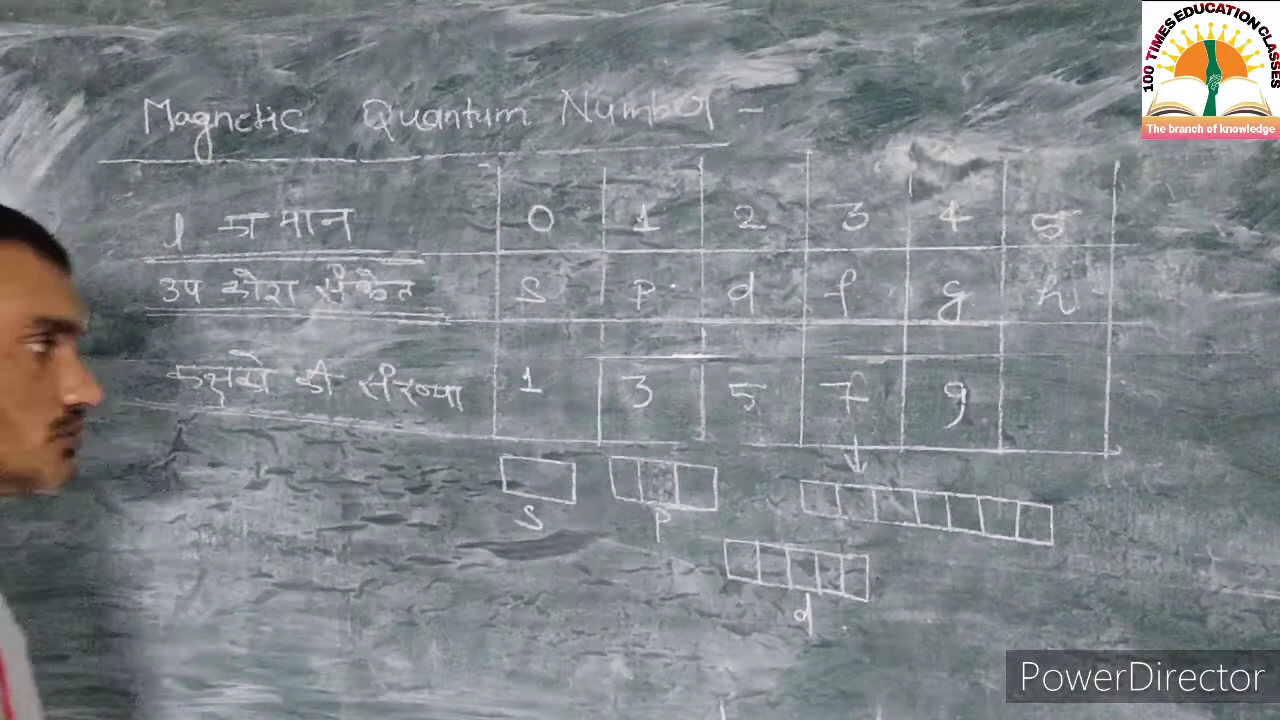 Magnetic Quantum Number -
l का मान 0 1 2 3 4 5
उप कोश संकेत s p d f g h
कक्षकों की संख्या 1 3 5 7 9
s p
d
100 TIMES EDUCATION CLASSES
The branch of knowledge
PowerDirector